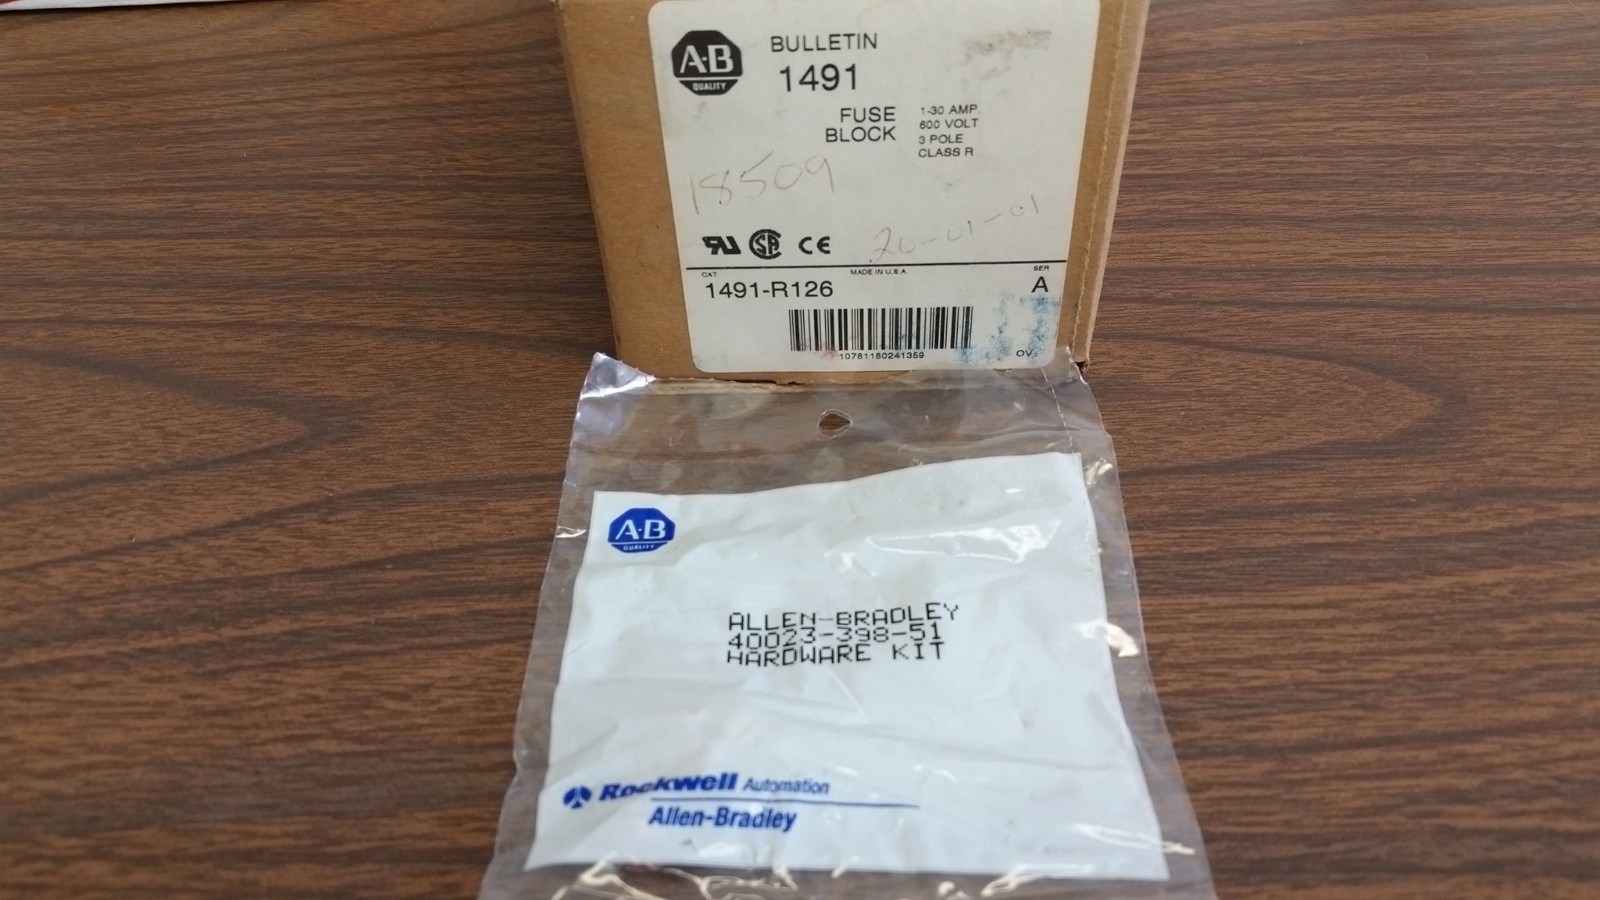 A-B
QUALITY
BULLETIN
1491
FUSE
BLOCK
1-30 AMP.
600 VOLT
3 POLE
CLASS R
18509
20-01-01
CAT
MADE IN U.S.A.
SER
1491-R126
A
10781180241359
OV
A-B
QUALITY
ALLEN-BRADLEY
40023-398-51
HARDWARE KIT
Rockwell Automation
Allen-Bradley